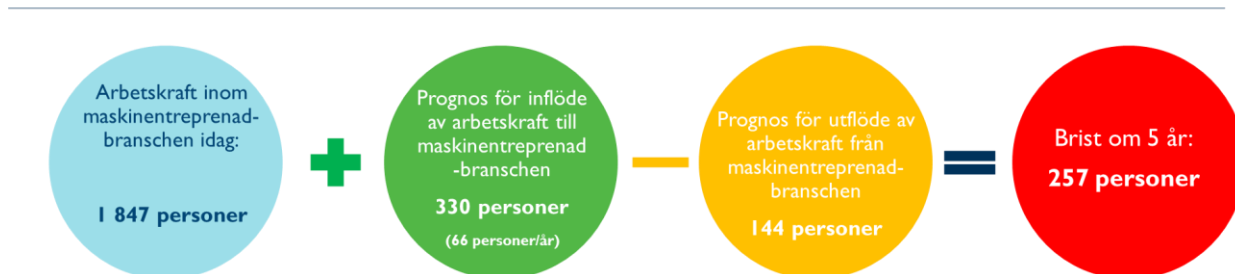 Arbetskraft inom
maskinentreprenad-
branschen idag:
1 847 personer
Prognos för inflöde
av arbetskraft till
maskinentreprenad
-branschen
330 personer
(66 personer/år)
Prognos för utflöde av
arbetskraft från
maskinentreprenad-
branschen
144 personer
Brist om 5 år:
257 personer